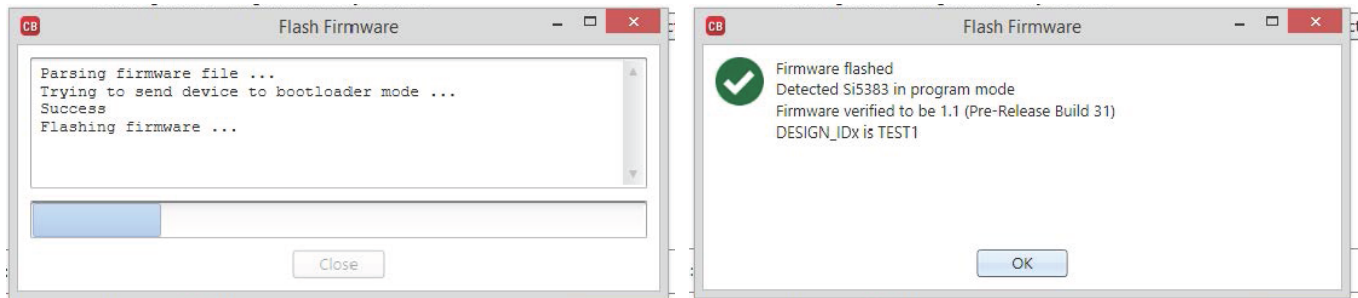 CB
Flash Firmware
Parsing firmware file ...
Trying to send device to bootloader mode ...
Success
Flashing firmware ...
Close
CB
Flash Firmware
Firmware flashed
Detected Si5383 in program mode
Firmware verified to be 1.1 (Pre-Release Build 31)
DESIGN_IDx is TEST1
OK